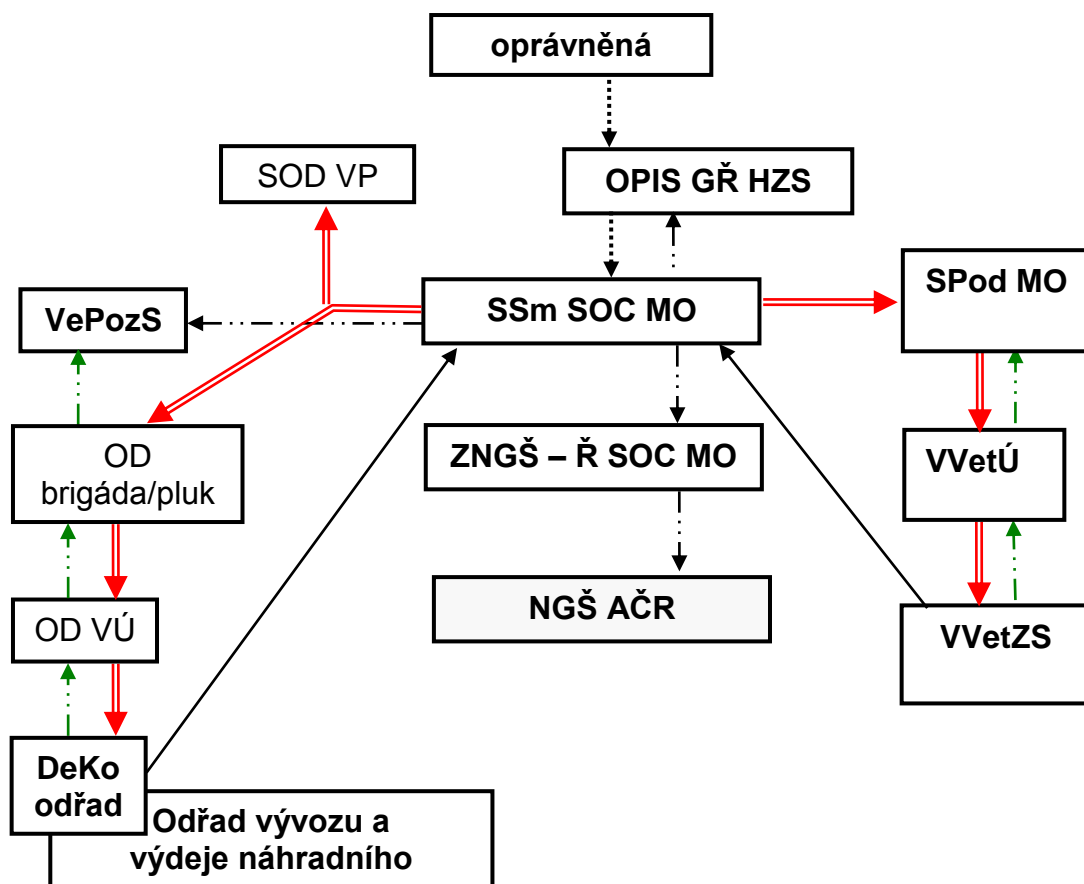 oprávněná
OPIS GŘ HZS
SOD VP
SPod MO
SSm SOC MO
VePozS
OD
brigáda/pluk
ZNGŠ – Ř SOC MO
VVetÚ
NGŠ AČR
OD VÚ
VVetZS
DeKo
odřad
Odřad vývozu a
výdeje náhradního